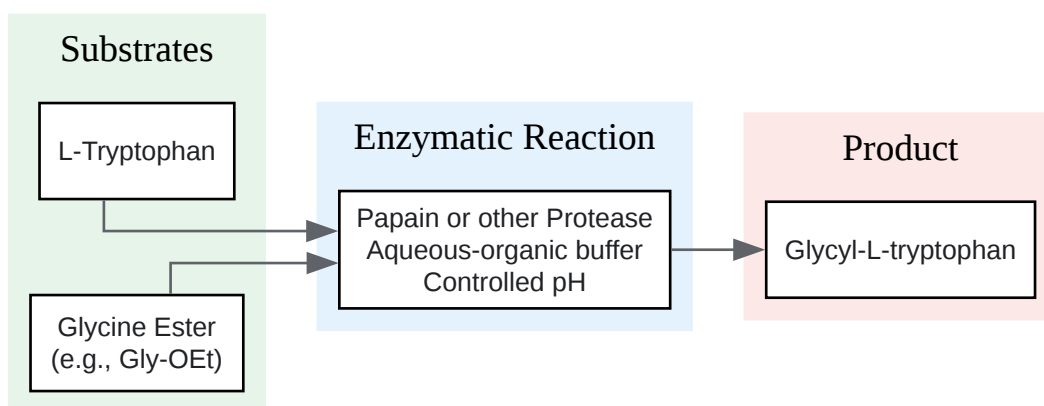 Substrates
L-Tryptophan
Glycine Ester
(e.g., Gly-OEt)
Enzymatic Reaction
Papain or other Protease
Aqueous-organic buffer
Controlled pH
Product
Glycyl-L-tryptophan